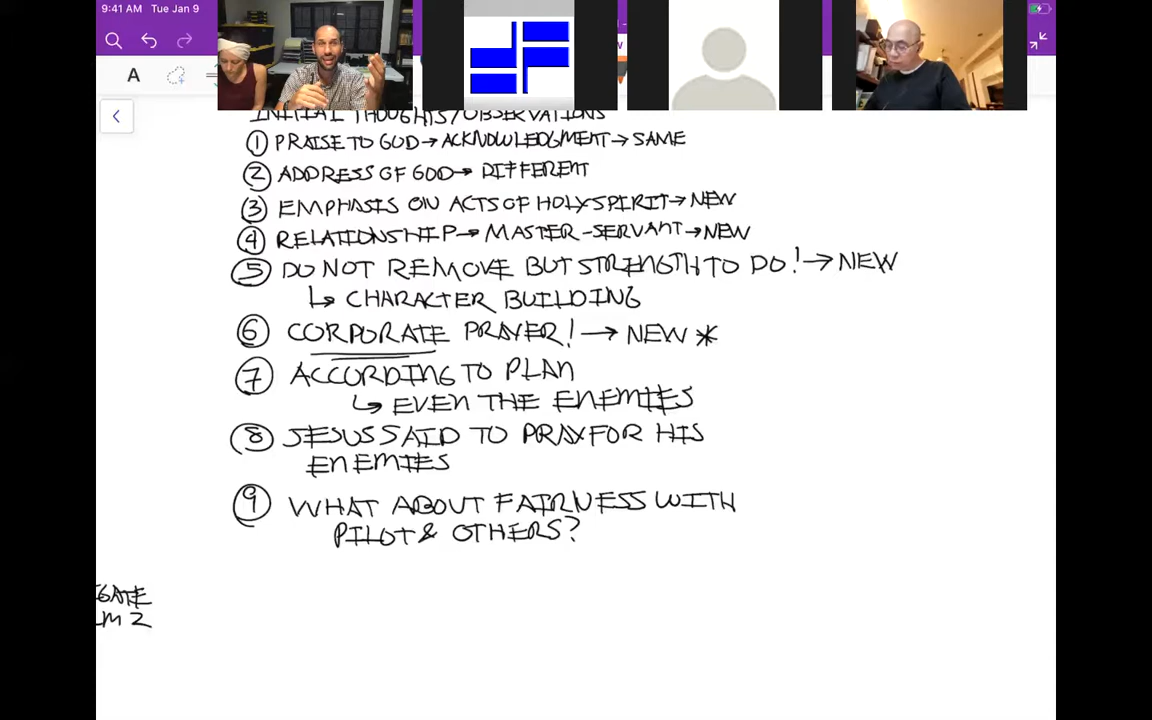 9:41 AM Tue Jan 9
A
INITIAL THOUGHTS/OBSERVATIONS
1 PRAISE TO GOD→ACKNOWLEDGMENT→SAME
2 ADDRESS OF GOD→DIFFERENT
3 EMPHASIS ON ACTS OF HOLY SPIRIT→NEW
4 RELATIONSHIP→MASTER-SERVANT→NEW
5 DO NOT REMOVE BUT STRENGTH TO DO!→NEW
↳ CHARACTER BUILDING
6 CORPORATE PRAYER!→NEW *
7 ACCORDING TO PLAN
↳ EVEN THE ENEMIES
8 JESUS SAID TO PRAY FOR HIS
ENEMIES
9 WHAT ABOUT FAIRNESS WITH
PILOT & OTHERS?
EGATE
LM 2